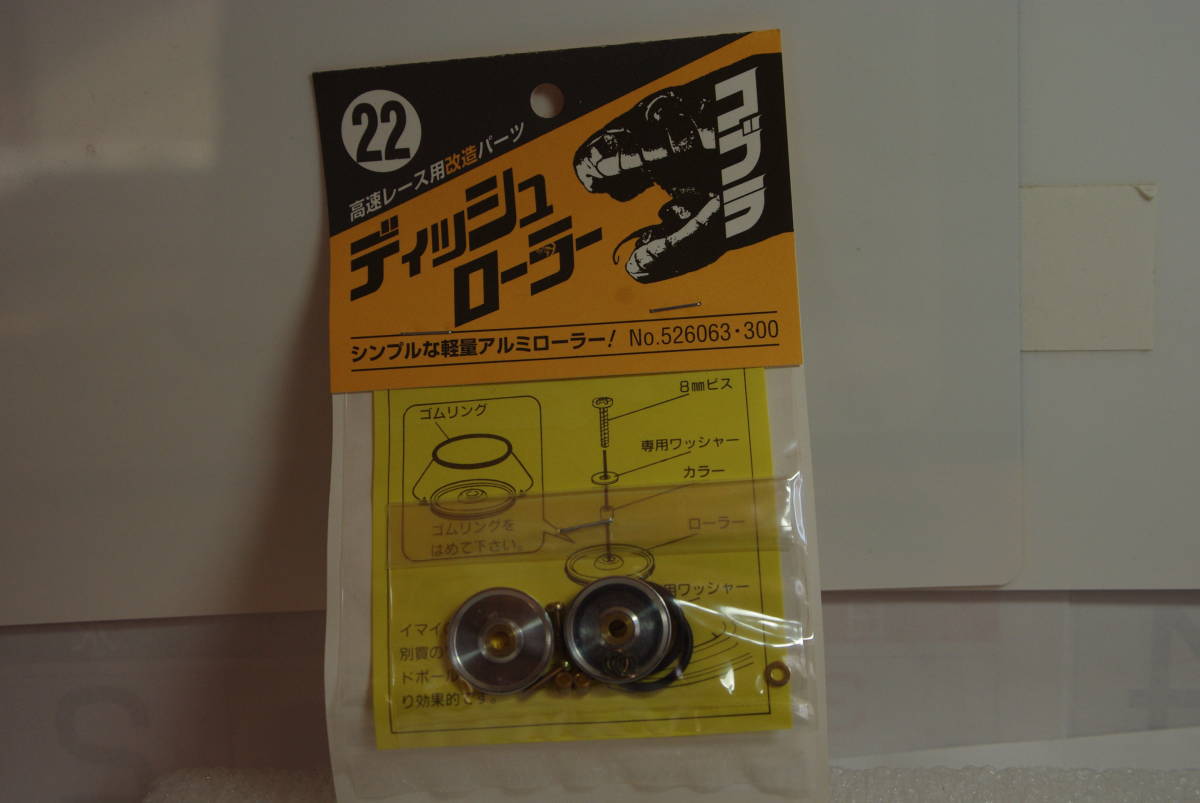 22
高速レース用改造パーツ
ディッシュ
ローラー
コブラ
シンプルな軽量アルミローラー! No.526063・300
8㎜ビス
ゴムリング
専用ワッシャー
カラー
ゴムリングを
はめて下さい。
ローラー
用ワッシャー
イマイ
別買の
ドボール
り効果的です。